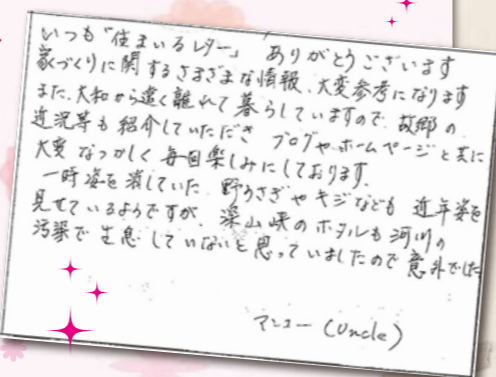 いつも「住まいるレター」 ありがとうございます
家づくりに関するさまざまな情報、大変参考になります
また、大和から遠く離れて暮らしていますので、故郷の
近況等も紹介していただき ブログやホームページと共に
大変 なつかしく 毎回楽しみにしております。
一時姿を消していた 野うさぎやキジなども 近年姿を
見せているようですが、深山峡のホタルも河川の
汚染で生息していないと思っていましたので意外でした
(Uncle)